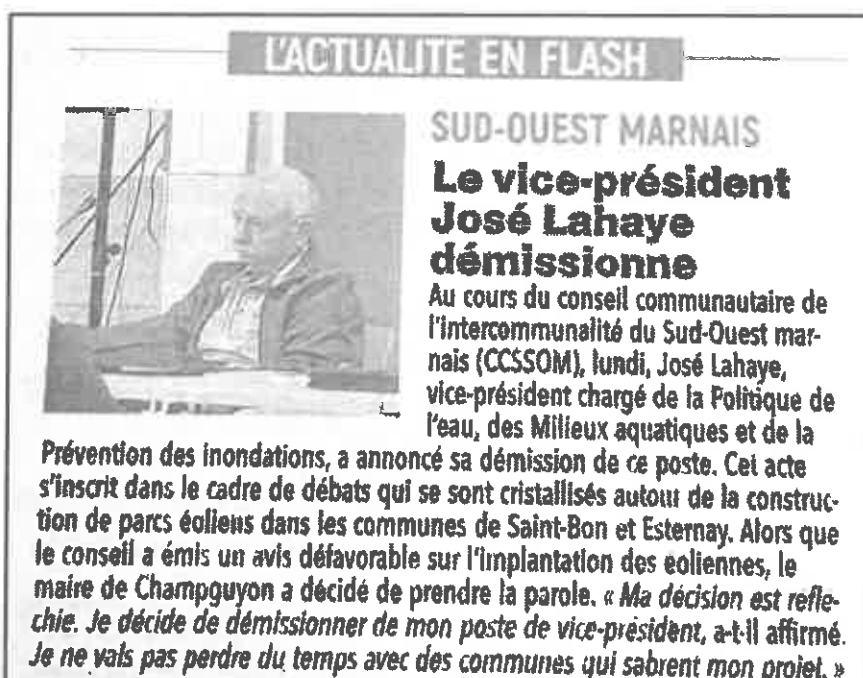 L'ACTUALITE EN FLASH
SUD-OUEST MARNAIS
Le vice-président
José Lahaye
démissionne
Au cours du conseil communautaire de
l'intercommunalité du Sud-Ouest mar-
nais (CCSSOM), lundi, José Lahaye,
vice-président chargé de la Politique de
l'eau, des Milieux aquatiques et de la
Prévention des inondations, a annoncé sa démission de ce poste. Cet acte
s'inscrit dans le cadre de débats qui se sont cristallisés autour de la construc-
tion de parcs éoliens dans les communes de Saint-Bon et Esternay. Alors que
le conseil a émis un avis défavorable sur l'implantation des éoliennes, le
maire de Champguyon a décidé de prendre la parole. « Ma décision est refle-
chie. Je décide de démissionner de mon poste de vice-président, a-t-il affirmé.
Je ne vais pas perdre du temps avec des communes qui sabrent mon projet. »